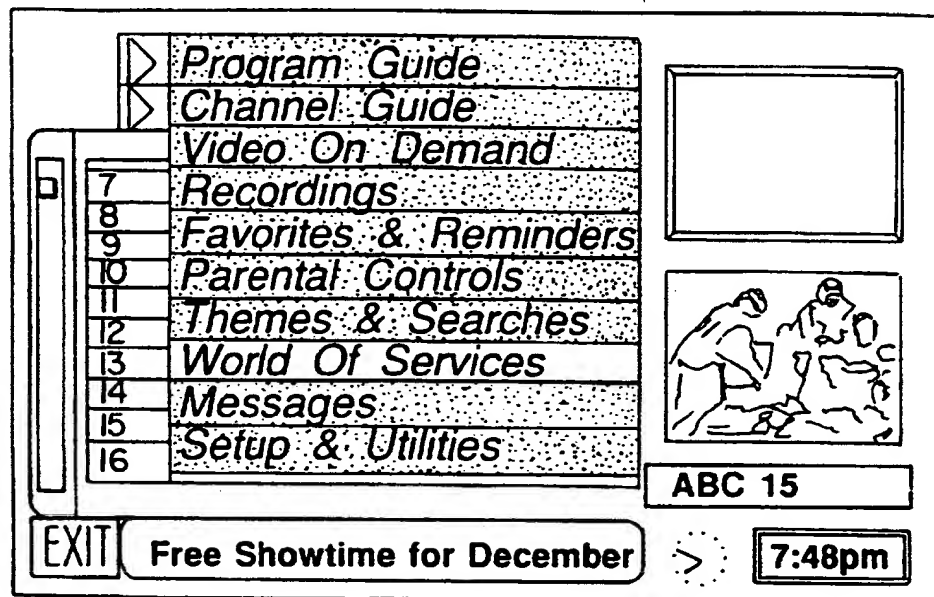 Program Guide
Channel Guide
Video On Demand
7 Recordings
8
9 Favorites & Reminders
10 Parental Controls
11
12 Themes & Searches
13 World Of Services
14 Messages
15
16 Setup & Utilities
ABC 15
EXIT Free Showtime for December > 7:48pm